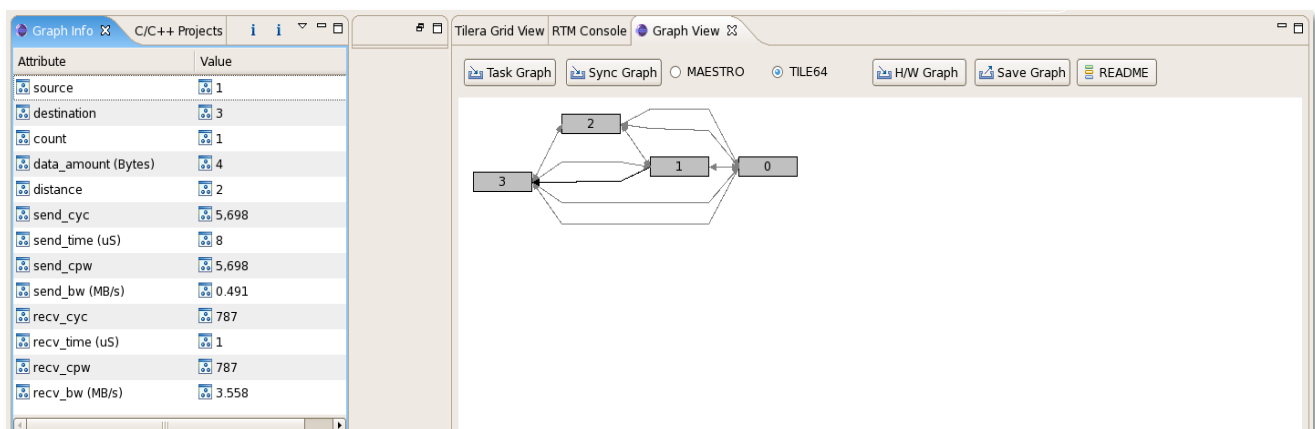 Graph Info C/C++ Projects i i
Attribute Value
source 1
destination 3
count 1
data_amount (Bytes) 4
distance 2
send_cyc 5,698
send_time (uS) 8
send_cpw 5,698
send_bw (MB/s) 0.491
recv_cyc 787
recv_time (uS) 1
recv_cpw 787
recv_bw (MB/s) 3.558
Tilera Grid View RTM Console Graph View
Task Graph Sync Graph MAESTRO TILE64 H/W Graph Save Graph README
2
1 0
3